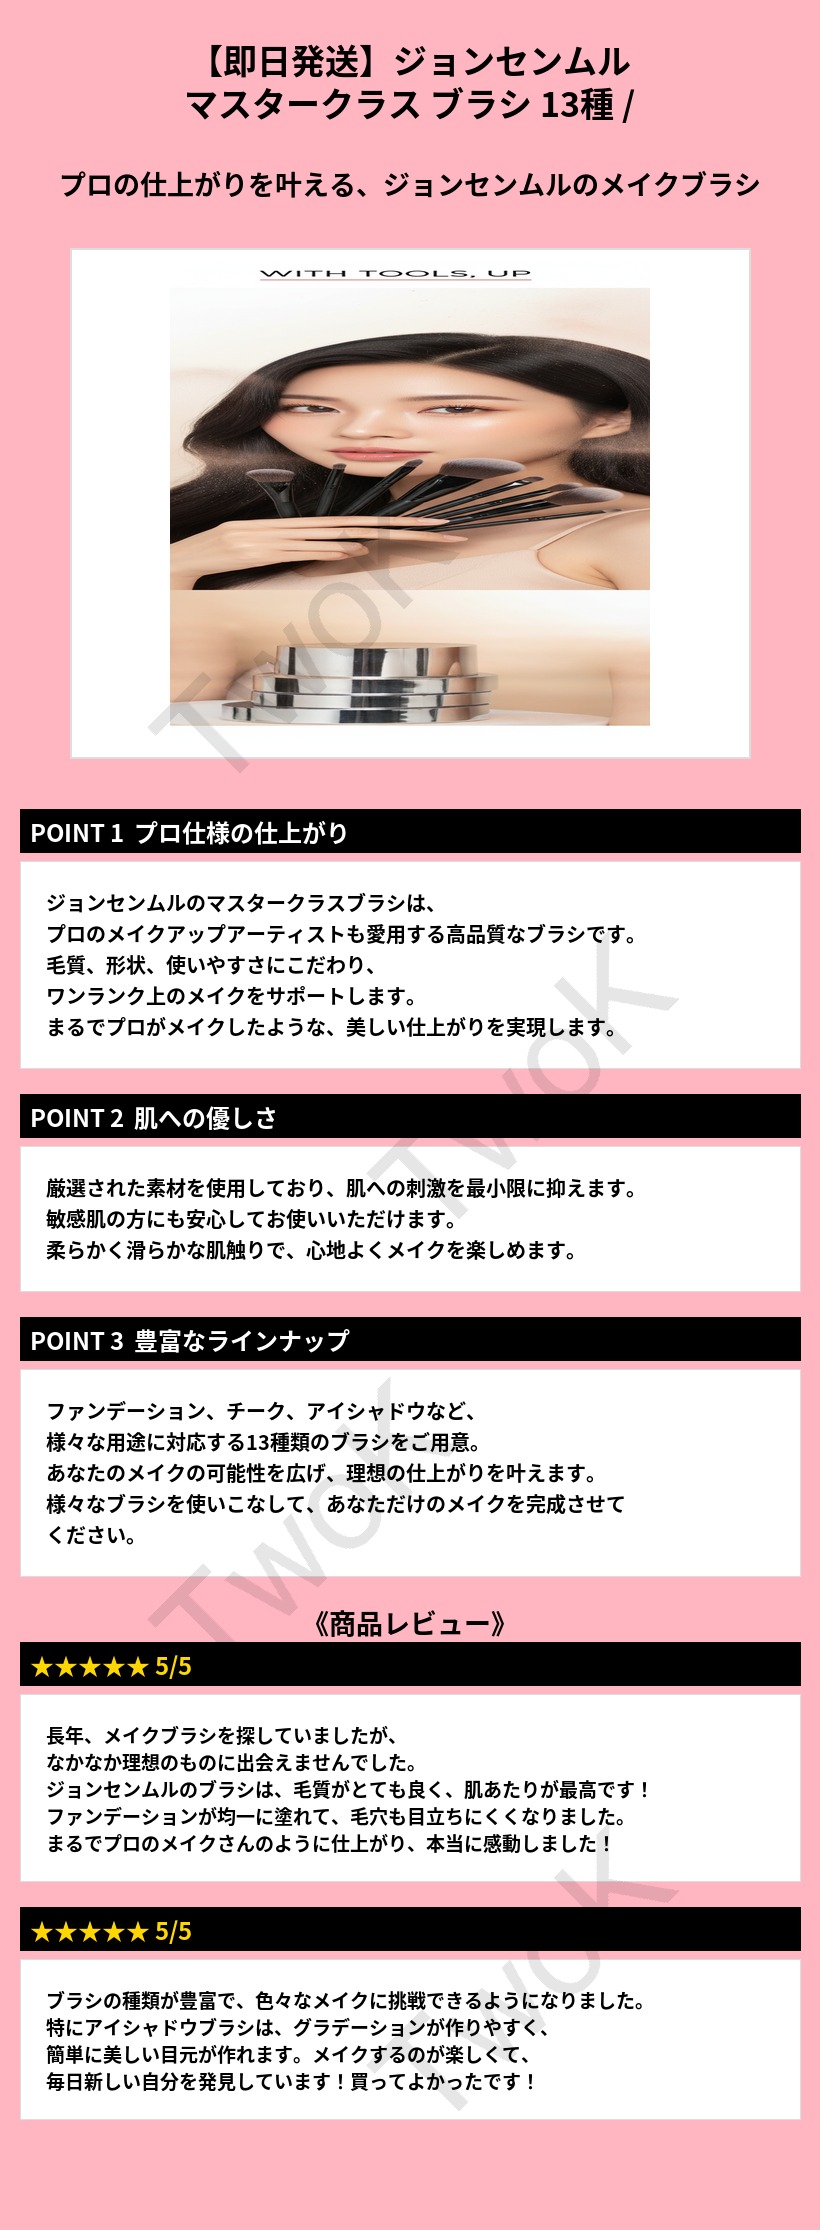 【即日発送】ジョンセンムル
マスタークラス ブラシ 13種 /
プロの仕上がりを叶える、ジョンセンムルのメイクブラシ
WITH TOOLS, UP
TwoK
POINT 1 プロ仕様の仕上がり
ジョンセンムルのマスタークラスブラシは、
プロのメイクアップアーティストも愛用する高品質なブラシです。
毛質、形状、使いやすさにこだわり、
ワンランク上のメイクをサポートします。
まるでプロがメイクしたような、美しい仕上がりを実現します。
TwoK
POINT 2 肌への優しさ
厳選された素材を使用しており、肌への刺激を最小限に抑えます。
敏感肌の方にも安心してお使いいただけます。
柔らかく滑らかな肌触りで、心地よくメイクを楽しめます。
POINT 3 豊富なラインナップ
ファンデーション、チーク、アイシャドウなど、
様々な用途に対応する13種類のブラシをご用意。
あなたのメイクの可能性を広げ、理想の仕上がりを叶えます。
様々なブラシを使いこなして、あなただけのメイクを完成させて
ください。
TwoK
《商品レビュー》
★★★★★ 5/5
長年、メイクブラシを探していましたが、
なかなか理想のものに出会えませんでした。
ジョンセンムルのブラシは、毛質がとても良く、肌あたりが最高です！
ファンデーションが均一に塗れて、毛穴も目立ちにくくなりました。
まるでプロのメイクさんのように仕上がり、本当に感動しました！
TwoK
★★★★★ 5/5
ブラシの種類が豊富で、色々なメイクに挑戦できるようになりました。
特にアイシャドウブラシは、グラデーションが作りやすく、
簡単に美しい目元が作れます。メイクするのが楽しくて、
毎日新しい自分を発見しています！買ってよかったです！